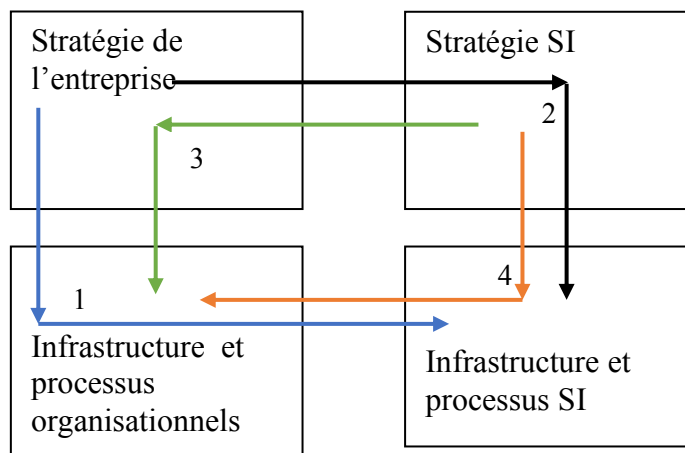 Stratégie de
l’entreprise
Stratégie SI
2
3
4
1
Infrastructure et
processus
organisationnels
Infrastructure et
processus SI